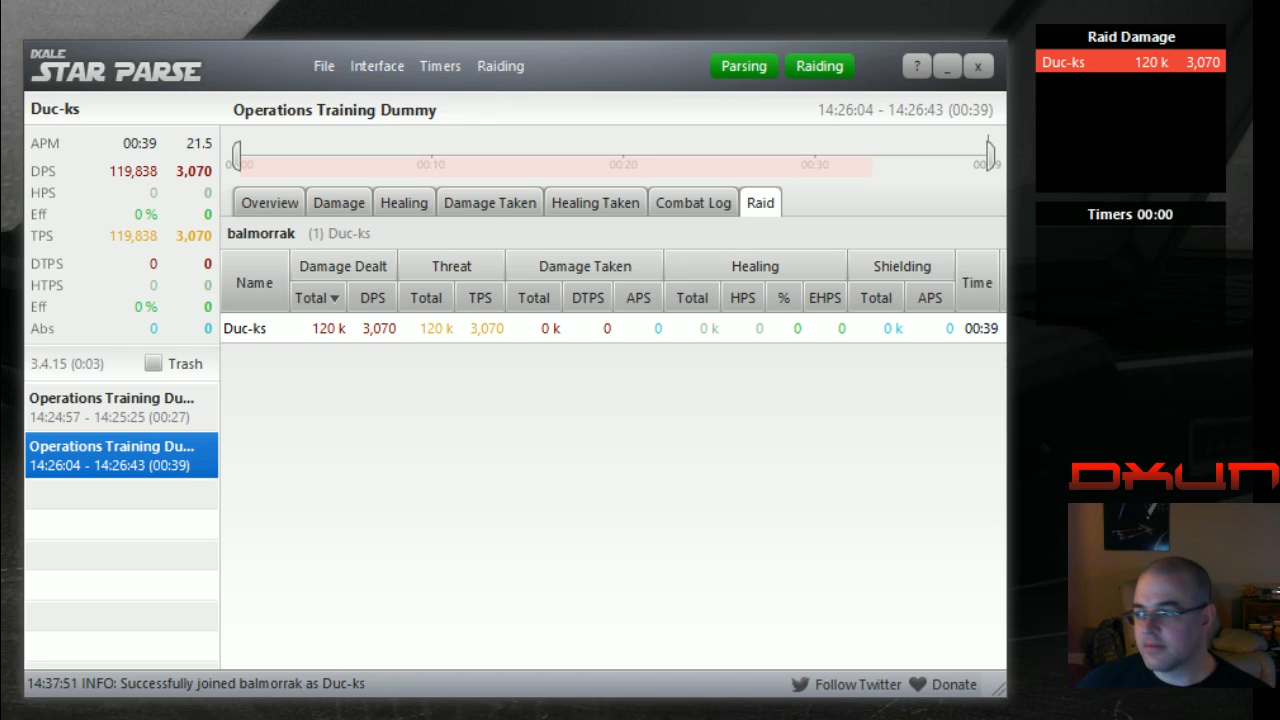 IXALE
STAR PARSE
File Interface Timers Raiding
Parsing Raiding
? _ x
Duc-ks
Operations Training Dummy
14:26:04 - 14:26:43 (00:39)
APM 00:39 21.5
DPS 119,838 3,070
HPS 0 0
Eff 0 % 0
TPS 119,838 3,070
DTPS 0 0
HTPS 0 0
Eff 0 % 0
Abs 0 0
00:10 00:20 00:30
Overview Damage Healing Damage Taken Healing Taken Combat Log Raid
balmorrak (1) Duc-ks
Name Damage Dealt Threat Damage Taken Healing Shielding Time
Total DPS Total TPS Total DTPS APS Total HPS % EHPS Total APS
Duc-ks 120 k 3,070 120 k 3,070 0 k 0 0 0 k 0 0 0 0 k 0 00:39
3.4.15 (0:03) Trash
Operations Training Du...
14:24:57 - 14:25:25 (00:27)
Operations Training Du...
14:26:04 - 14:26:43 (00:39)
14:37:51 INFO: Successfully joined balmorrak as Duc-ks
Follow Twitter Donate
Raid Damage
Duc-ks 120 k 3,070
Timers 00:00
DXUN